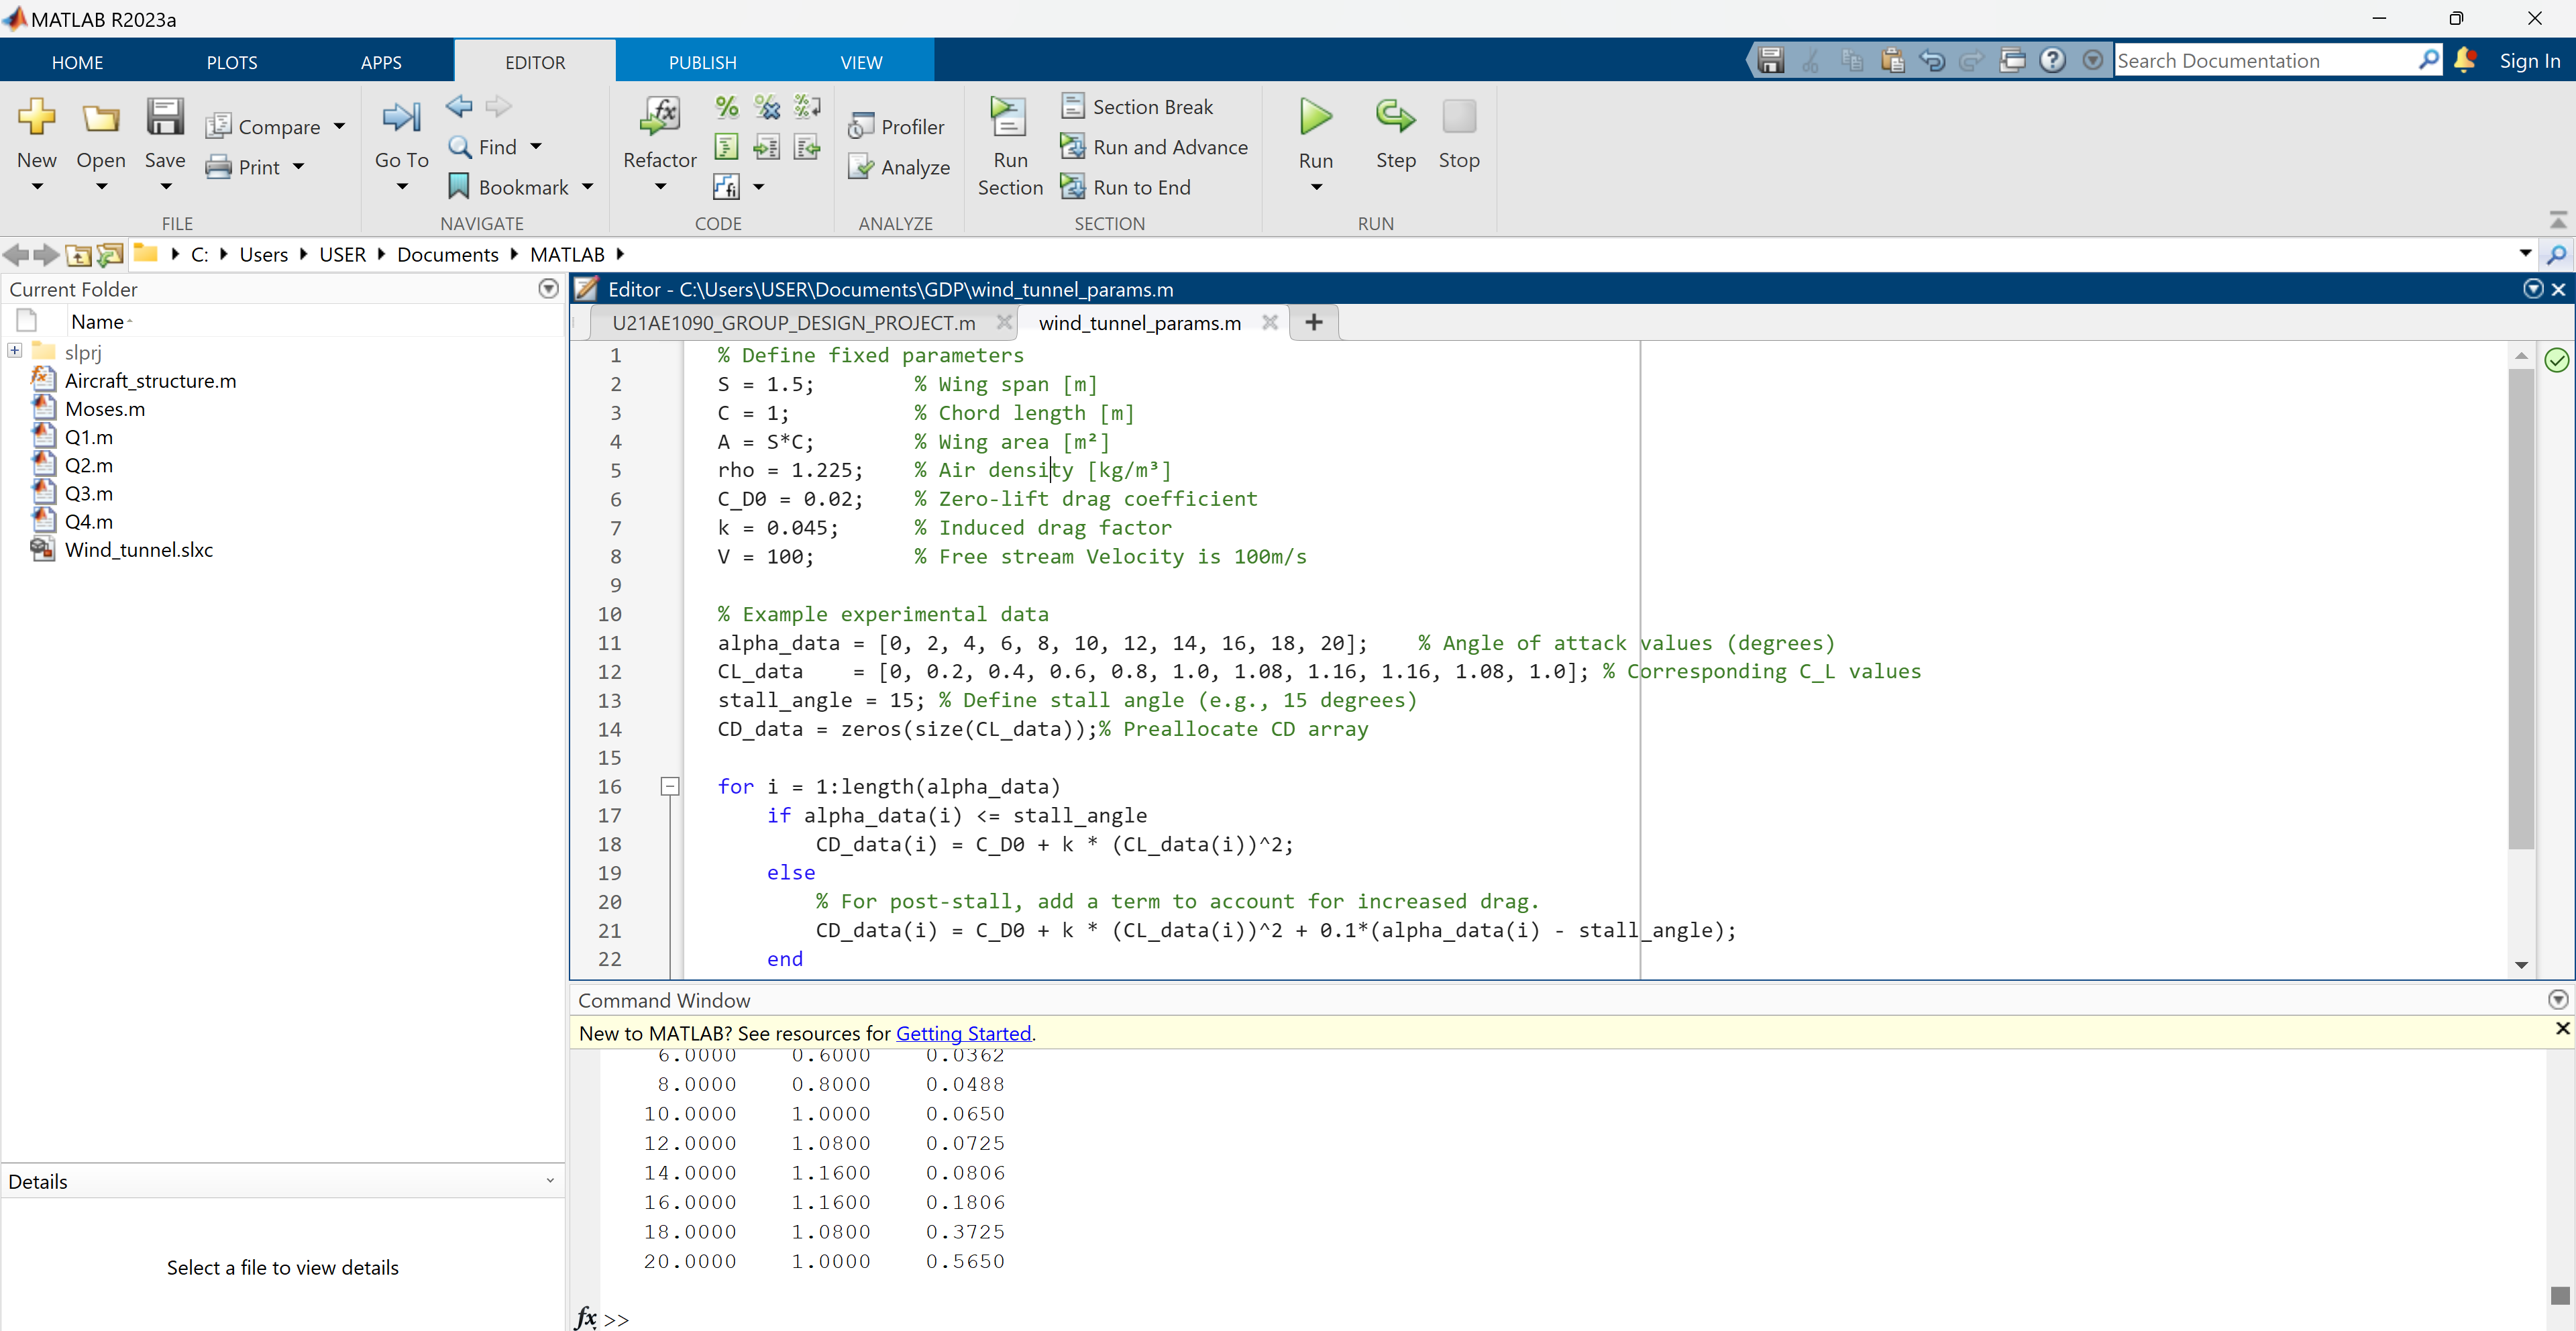 MATLAB R2023a
HOME PLOTS APPS EDITOR PUBLISH VIEW Search Documentation Sign In
New Open Save Compare Print
FILE
Go To Find Bookmark
NAVIGATE
Refactor
CODE
Profiler
Analyze
ANALYZE
Run Section
Section Break
Run and Advance
Run to End
SECTION
Run Step Stop
RUN
C: Users USER Documents MATLAB
Current Folder
Name
slprj
Aircraft_structure.m
Moses.m
Q1.m
Q2.m
Q3.m
Q4.m
Wind_tunnel.slxc
Details
Select a file to view details
Editor - C:\Users\USER\Documents\GDP\wind_tunnel_params.m
U21AE1090_GROUP_DESIGN_PROJECT.m wind_tunnel_params.m
1 % Define fixed parameters
2 S = 1.5; % Wing span [m]
3 C = 1; % Chord length [m]
4 A = S*C; % Wing area [m²]
5 rho = 1.225; % Air density [kg/m³]
6 C_D0 = 0.02; % Zero-lift drag coefficient
7 k = 0.045; % Induced drag factor
8 V = 100; % Free stream Velocity is 100m/s
9
10 % Example experimental data
11 alpha_data = [0, 2, 4, 6, 8, 10, 12, 14, 16, 18, 20]; % Angle of attack values (degrees)
12 CL_data = [0, 0.2, 0.4, 0.6, 0.8, 1.0, 1.08, 1.16, 1.16, 1.08, 1.0]; % Corresponding C_L values
13 stall_angle = 15; % Define stall angle (e.g., 15 degrees)
14 CD_data = zeros(size(CL_data));% Preallocate CD array
15
16 for i = 1:length(alpha_data)
17 if alpha_data(i) <= stall_angle
18 CD_data(i) = C_D0 + k * (CL_data(i))^2;
19 else
20 % For post-stall, add a term to account for increased drag.
21 CD_data(i) = C_D0 + k * (CL_data(i))^2 + 0.1*(alpha_data(i) - stall_angle);
22 end
Command Window
New to MATLAB? See resources for Getting Started.
6.0000 0.6000 0.0362
8.0000 0.8000 0.0488
10.0000 1.0000 0.0650
12.0000 1.0800 0.0725
14.0000 1.1600 0.0806
16.0000 1.1600 0.1806
18.0000 1.0800 0.3725
20.0000 1.0000 0.5650
fx >>